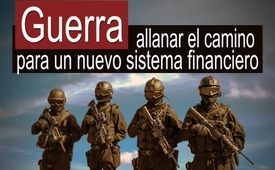 Guerra
allanar el camino
para un nuevo sistema financiero